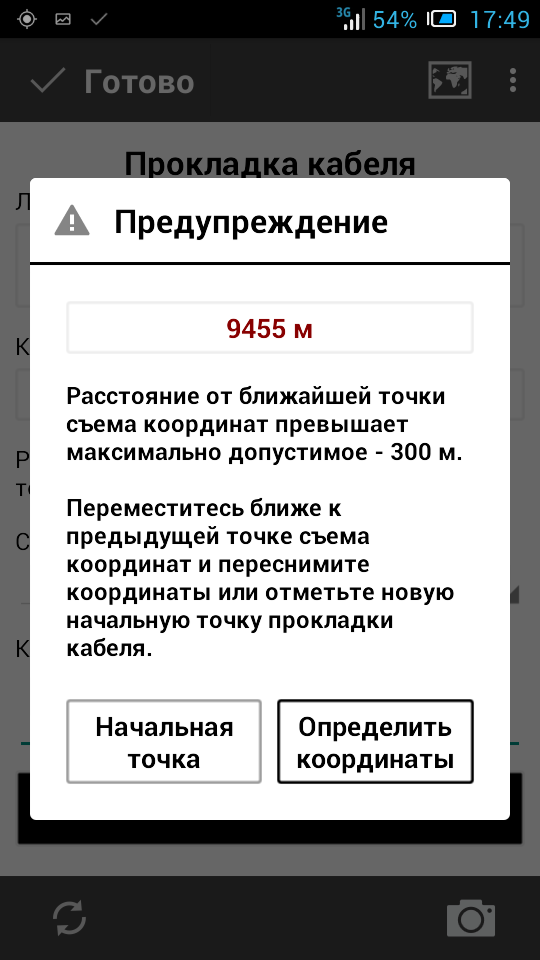 3G 54% 17:49
Готово
Прокладка кабеля
Л
Предупреждение
9455 м
К
Расстояние от ближайшей точки
съема координат превышает
максимально допустимое - 300 м.
Р
т
Переместитесь ближе к
предыдущей точке съема
С
координат и переснимите
координаты или отметьте новую
начальную точку прокладки
кабеля.
К
Начальная
точка
Определить
координаты